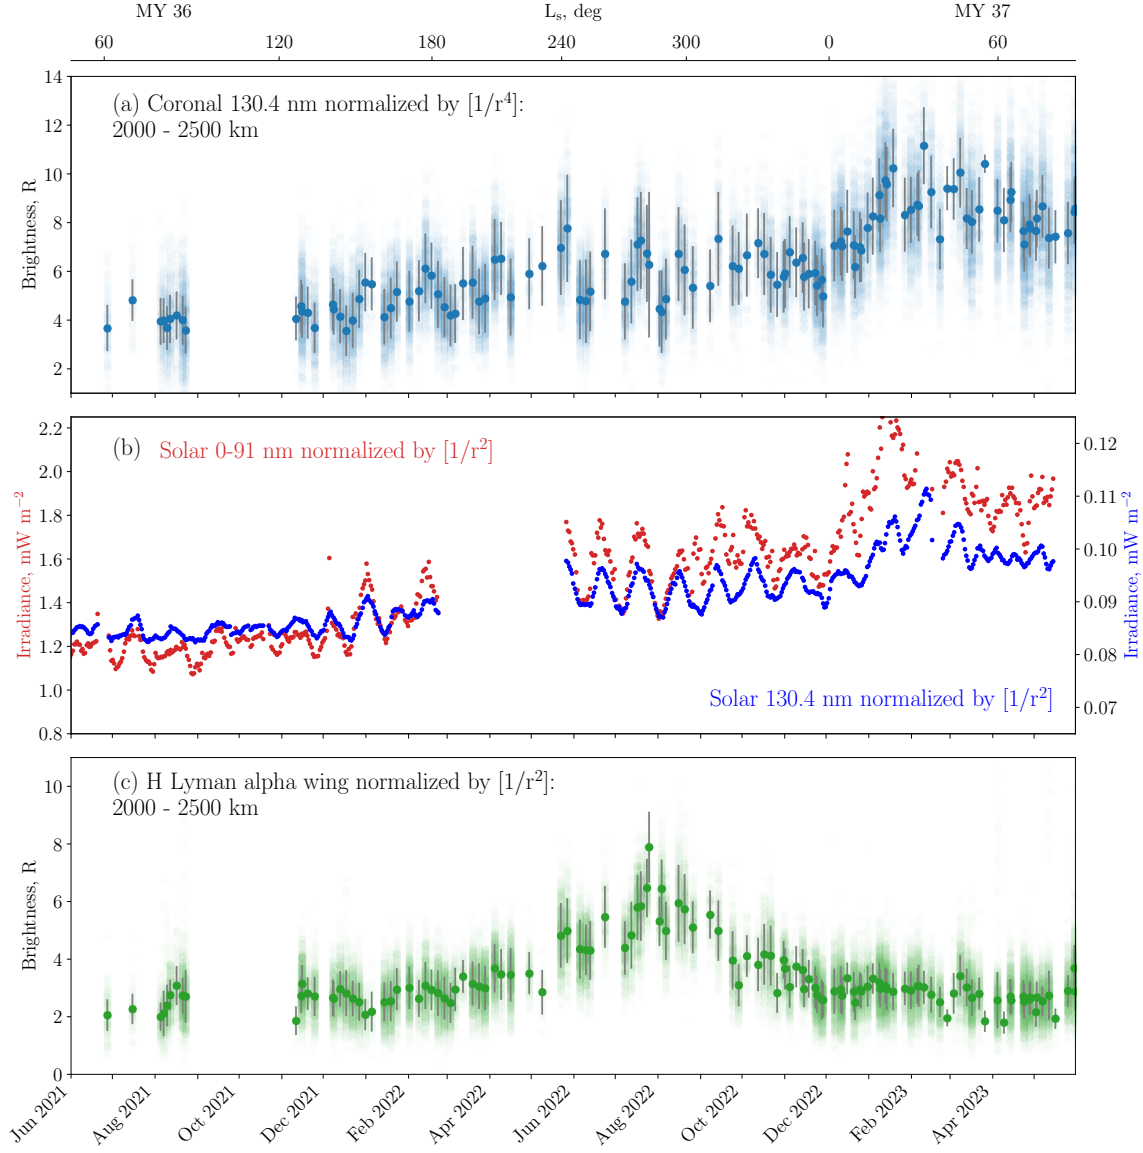 MY 36 Lₛ, deg MY 37
60 120 180 240 300 0 60
(a) Coronal 130.4 nm normalized by [1/r⁴]:
2000 - 2500 km
Brightness, R
14
12
10
8
6
4
2
(b) Solar 0-91 nm normalized by [1/r²]
Solar 130.4 nm normalized by [1/r²]
Irradiance, mW m⁻²
2.2
2.0
1.8
1.6
1.4
1.2
1.0
0.8
0.12
0.11
0.10
0.09
0.08
0.07
Irradiance, mW m⁻²
(c) H Lyman alpha wing normalized by [1/r²]:
2000 - 2500 km
Brightness, R
10
8
6
4
2
0
Jun 2021 Aug 2021 Oct 2021 Dec 2021 Feb 2022 Apr 2022 Jun 2022 Aug 2022 Oct 2022 Dec 2022 Feb 2023 Apr 2023